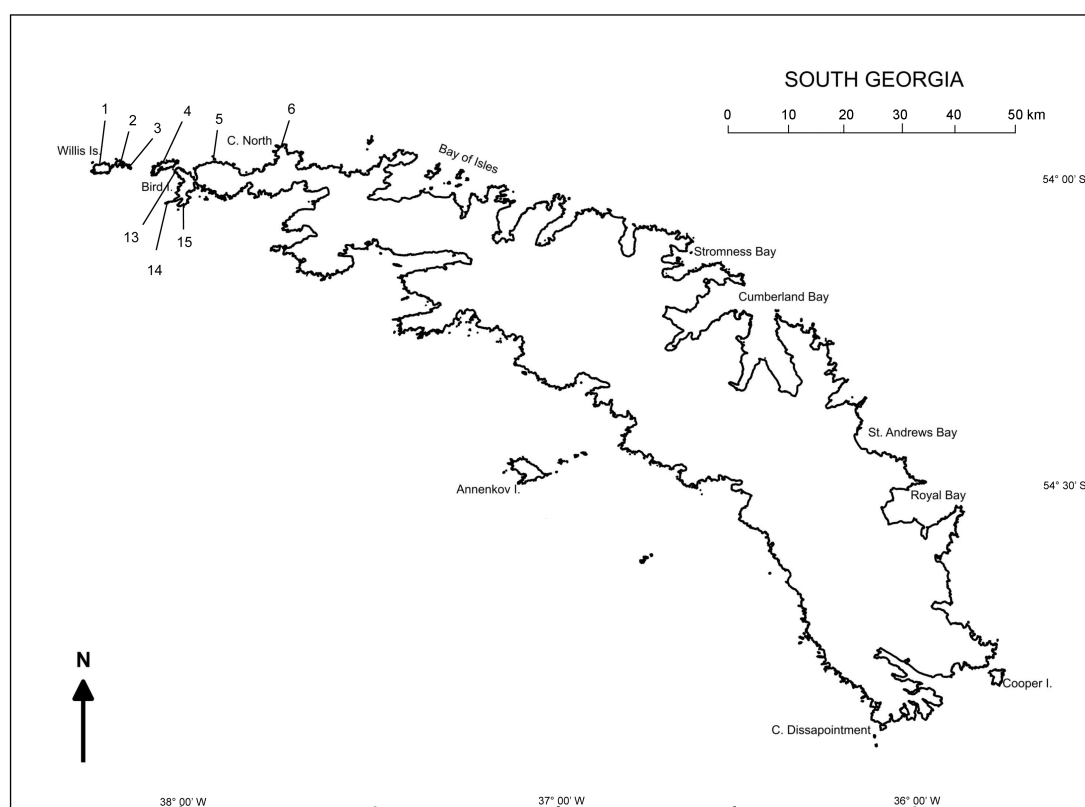 SOUTH GEORGIA
0 10 20 30 40 50 km
1 2 3 4 5 6
C. North
Willis Is.
Bay of Isles
54° 00' S
Bird I.
13 15
14
Stromness Bay
Cumberland Bay
St. Andrews Bay
Annenkov I.
54° 30' S
Royal Bay
N
Cooper I.
C. Dissapointment
38° 00' W 37° 00' W 36° 00' W